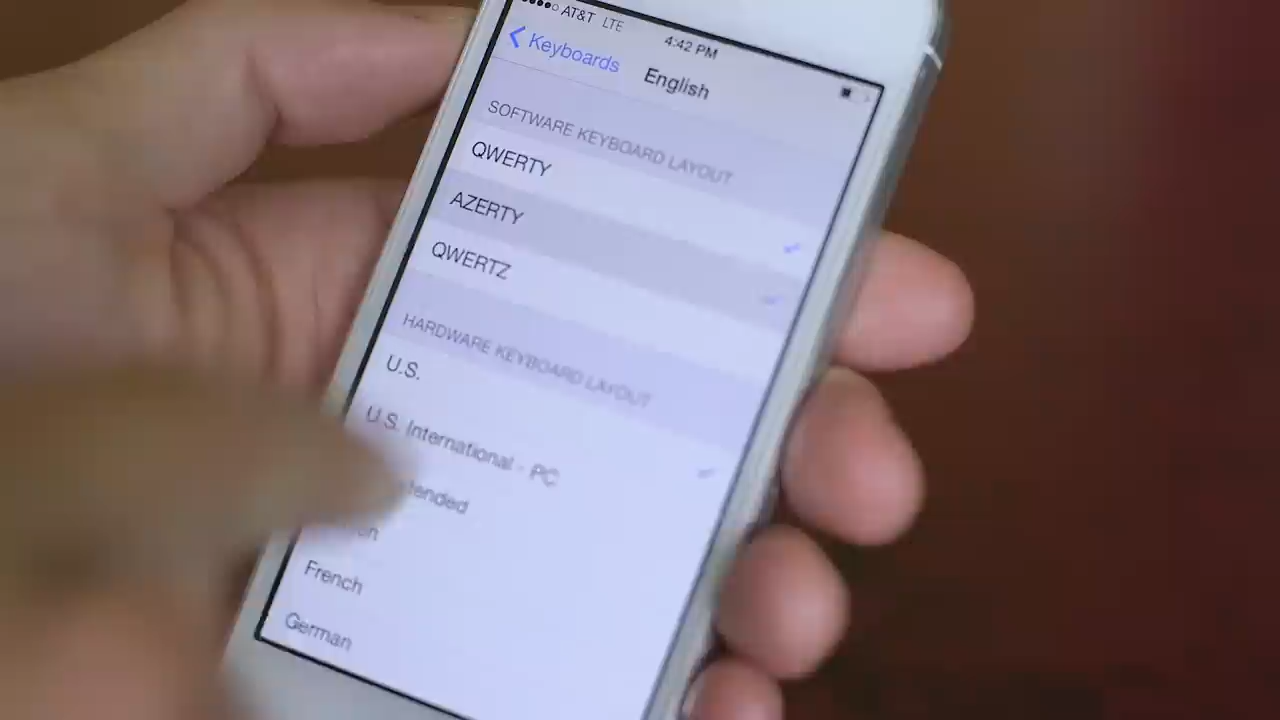 AT&T LTE
4:42 PM
Keyboards
English
SOFTWARE KEYBOARD LAYOUT
QWERTY
AZERTY
QWERTZ
HARDWARE KEYBOARD LAYOUT
U.S.
U.S. International - PC
French
German